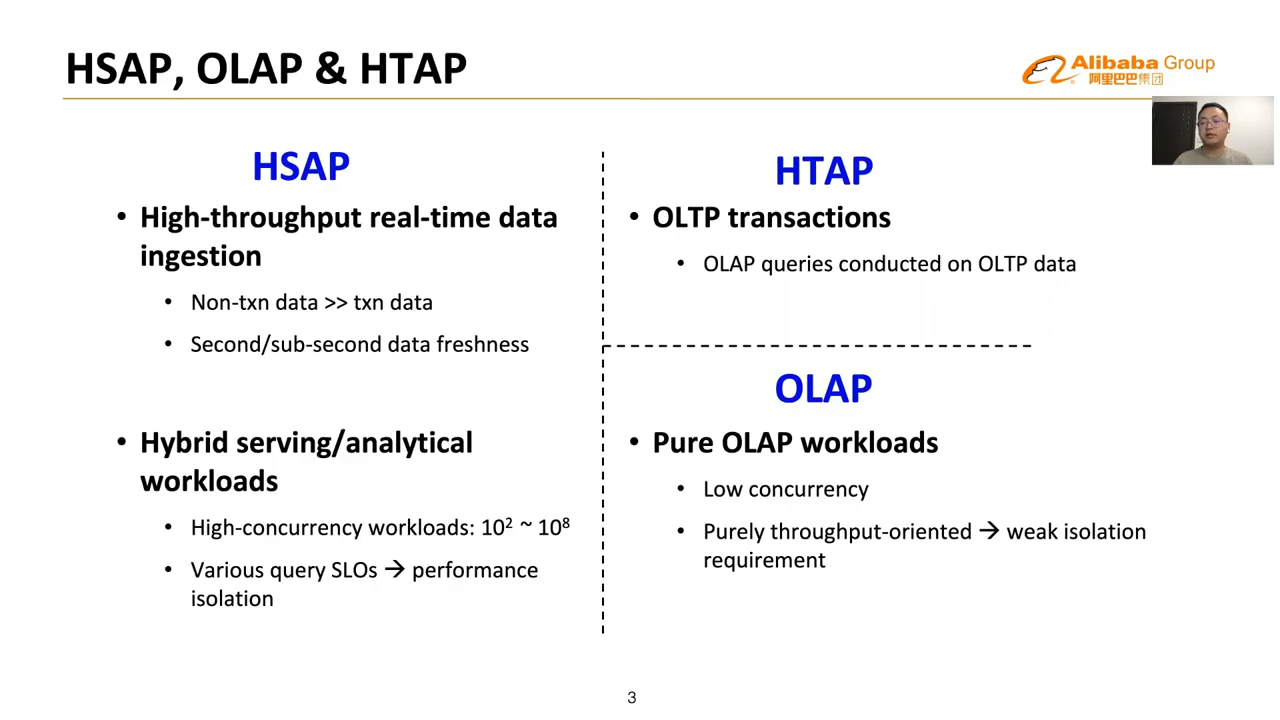 HSAP, OLAP & HTAP
Alibaba Group
阿里巴巴集团
HSAP
• High-throughput real-time data
ingestion
• Non-txn data >> txn data
• Second/sub-second data freshness
• Hybrid serving/analytical
workloads
• High-concurrency workloads: 10² ~ 10⁸
• Various query SLOs → performance
isolation
HTAP
• OLTP transactions
• OLAP queries conducted on OLTP data
OLAP
• Pure OLAP workloads
• Low concurrency
• Purely throughput-oriented → weak isolation
requirement
3